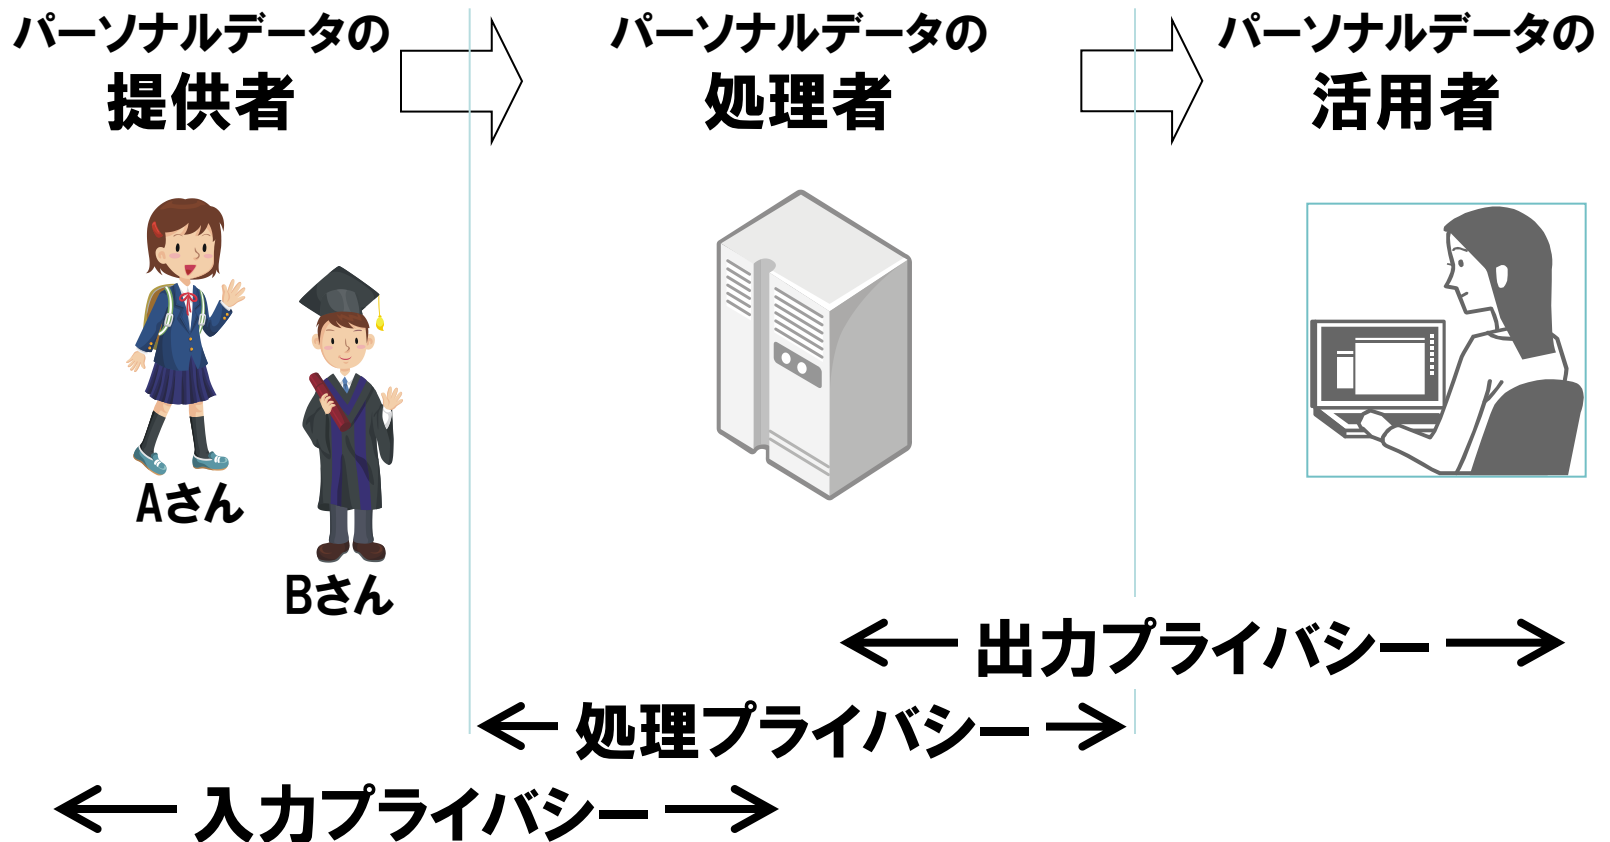 パーソナルデータの
提供者
パーソナルデータの
処理者
パーソナルデータの
活用者
Aさん
Bさん
出力プライバシー
処理プライバシー
入力プライバシー